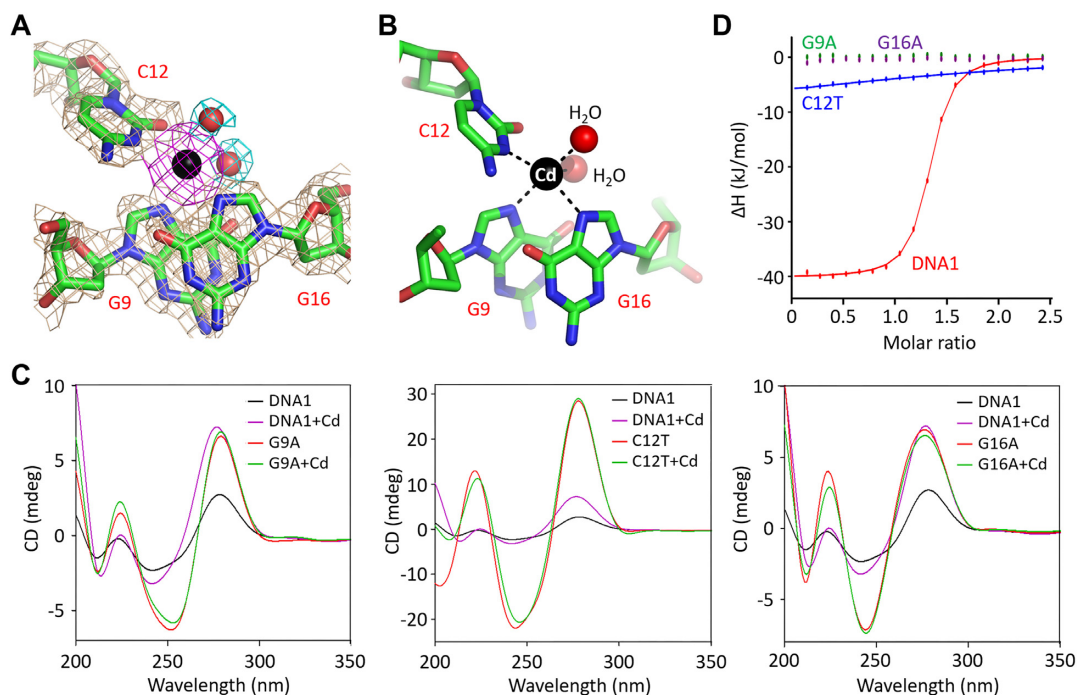 A
C12
G9
G16
B
C12
H2O
Cd
H2O
G9
G16
D
G9A
G16A
0
-10
-20
-30
-40
C12T
DNA1
ΔH (kJ/mol)
0
0.5
1.0
1.5
2.0
2.5
Molar ratio
C
10
5
0
-5
CD (mdeg)
DNA1
DNA1+Cd
G9A
G9A+Cd
200
250
300
350
Wavelength (nm)
30
20
10
0
-10
-20
CD (mdeg)
DNA1
DNA1+Cd
C12T
C12T+Cd
200
250
300
350
Wavelength (nm)
10
5
0
-5
CD (mdeg)
DNA1
DNA1+Cd
G16A
G16A+Cd
200
250
300
350
Wavelength (nm)